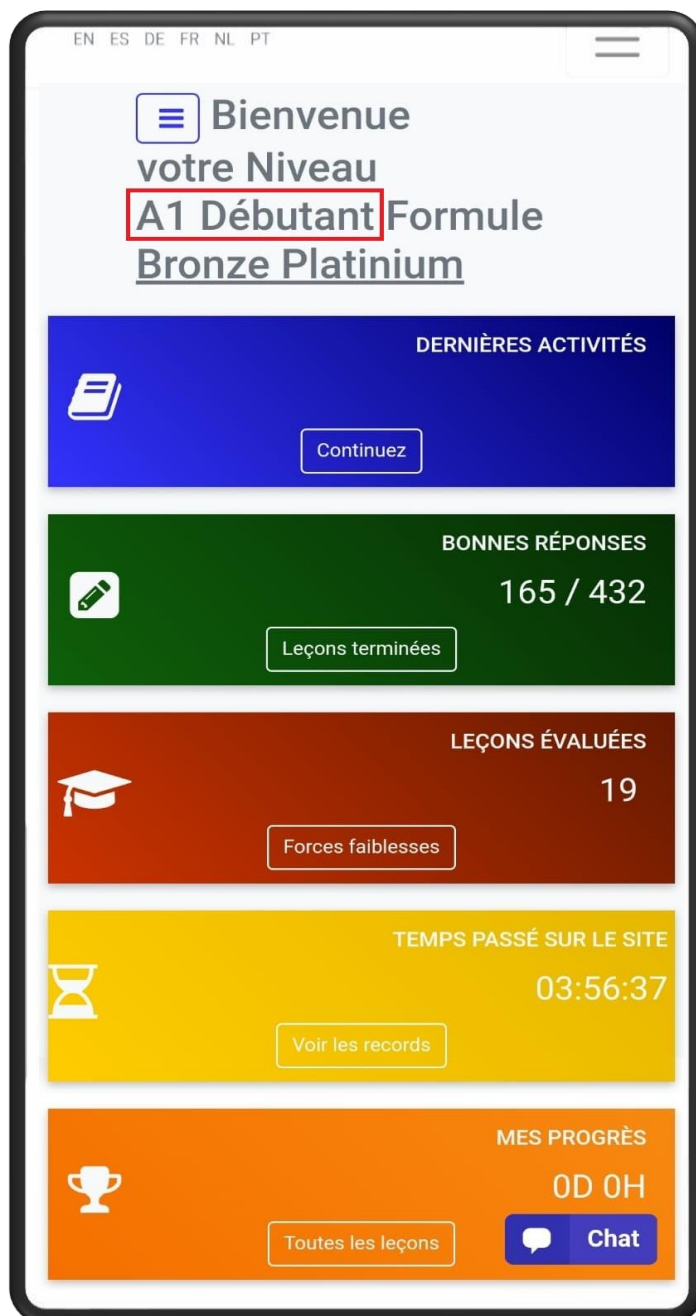 EN ES DE FR NL PT
Bienvenue
votre Niveau
A1 Débutant Formule
Bronze Platinium
DERNIÈRES ACTIVITÉS
Continuez
BONNES RÉPONSES
165 / 432
Leçons terminées
LEÇONS ÉVALUÉES
19
Forces faiblesses
TEMPS PASSÉ SUR LE SITE
03:56:37
Voir les records
MES PROGRÈS
0D 0H
Toutes les leçons
Chat